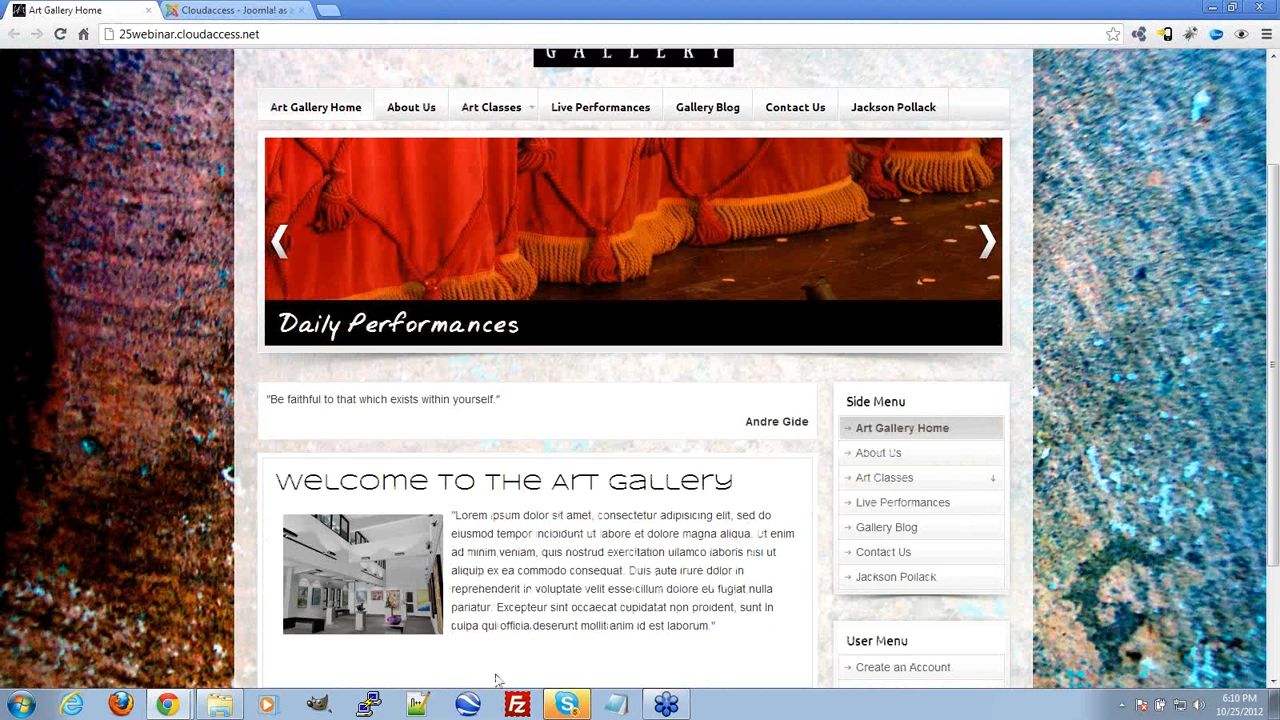 Art Gallery Home
Cloudaccess - Joomla! as a
25webinar.cloudaccess.net
GALLERY
Art Gallery Home
About Us
Art Classes
Live Performances
Gallery Blog
Contact Us
Jackson Pollack
Daily Performances
"Be faithful to that which exists within yourself."
Andre Gide
Side Menu
Art Gallery Home
About Us
Art Classes
Live Performances
Gallery Blog
Contact Us
Jackson Pollack
Welcome to the Art Gallery
"Lorem ipsum dolor sit amet, consectetur adipisicing elit, sed do
eiusmod tempor incididunt ut labore et dolore magna aliqua. Ut enim
ad minim veniam, quis nostrud exercitation ullamco laboris nisi ut
aliquip ex ea commodo consequat. Duis aute irure dolor in
reprehenderit in voluptate velit esse cillum dolore eu fugiat nulla
pariatur. Excepteur sint occaecat cupidatat non proident, sunt in
culpa qui officia deserunt mollit anim id est laborum."
User Menu
Create an Account
6:10 PM
10/25/2012